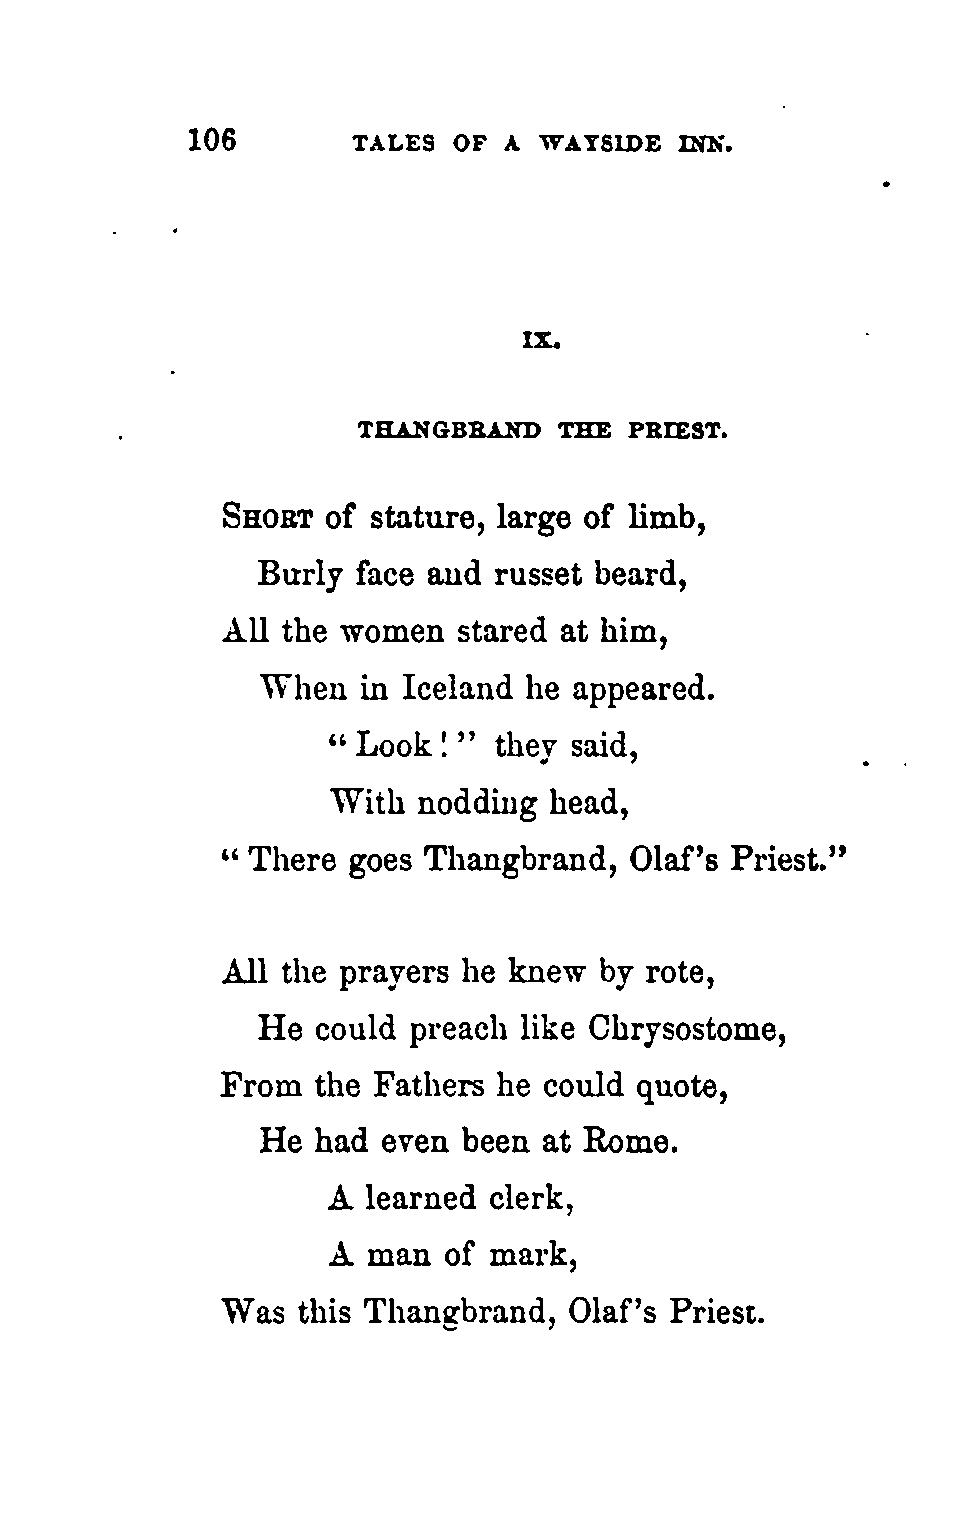 106 TALES OF A WAYSIDE INN.
IX.
THANGBRAND THE PRIEST.
SHORT of stature, large of limb,
Burly face and russet beard,
All the women stared at him,
When in Iceland he appeared.
"Look!" they said,
With nodding head,
"There goes Thangbrand, Olaf's Priest."
All the prayers he knew by rote,
He could preach like Chrysostome,
From the Fathers he could quote,
He had even been at Rome.
A learned clerk,
A man of mark,
Was this Thangbrand, Olaf's Priest.